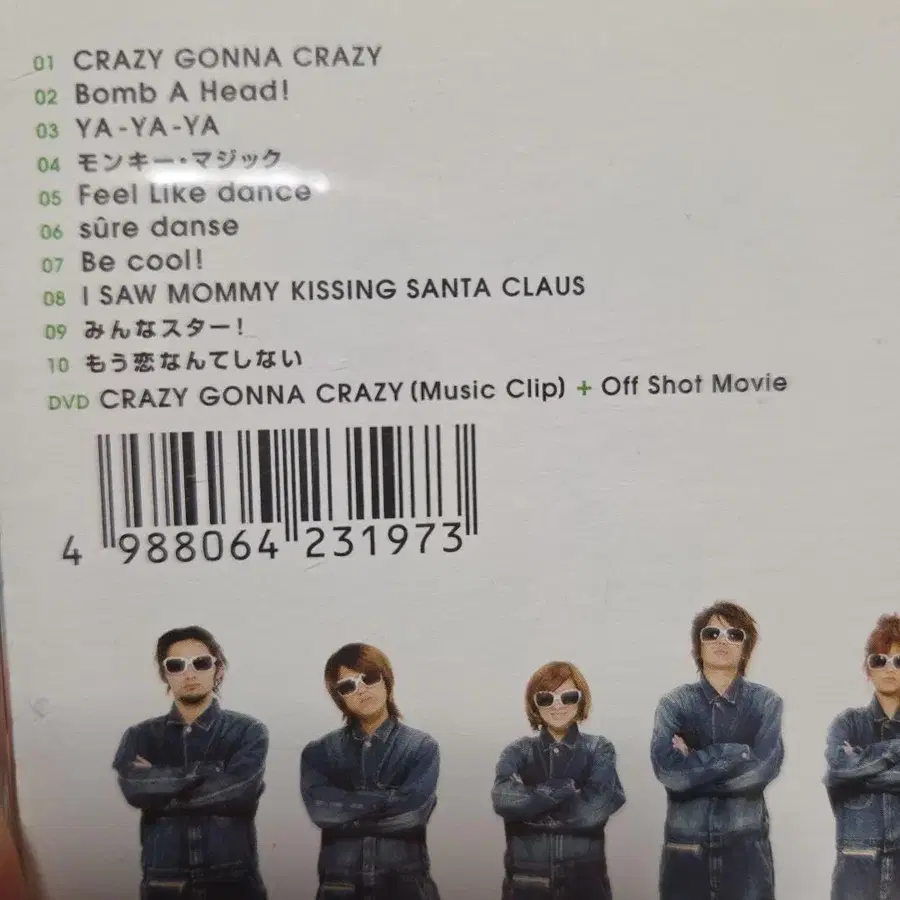 01 CRAZY GONNA CRAZY
02 Bomb A Head!
03 YA-YA-YA
04 モンキー・マジック
05 Feel Like dance
06 sûre danse
07 Be cool!
08 I SAW MOMMY KISSING SANTA CLAUS
09 みんなスター!
10 もう恋なんてしない
DVD CRAZY GONNA CRAZY (Music Clip) + Off Shot Movie
4 988064 231973